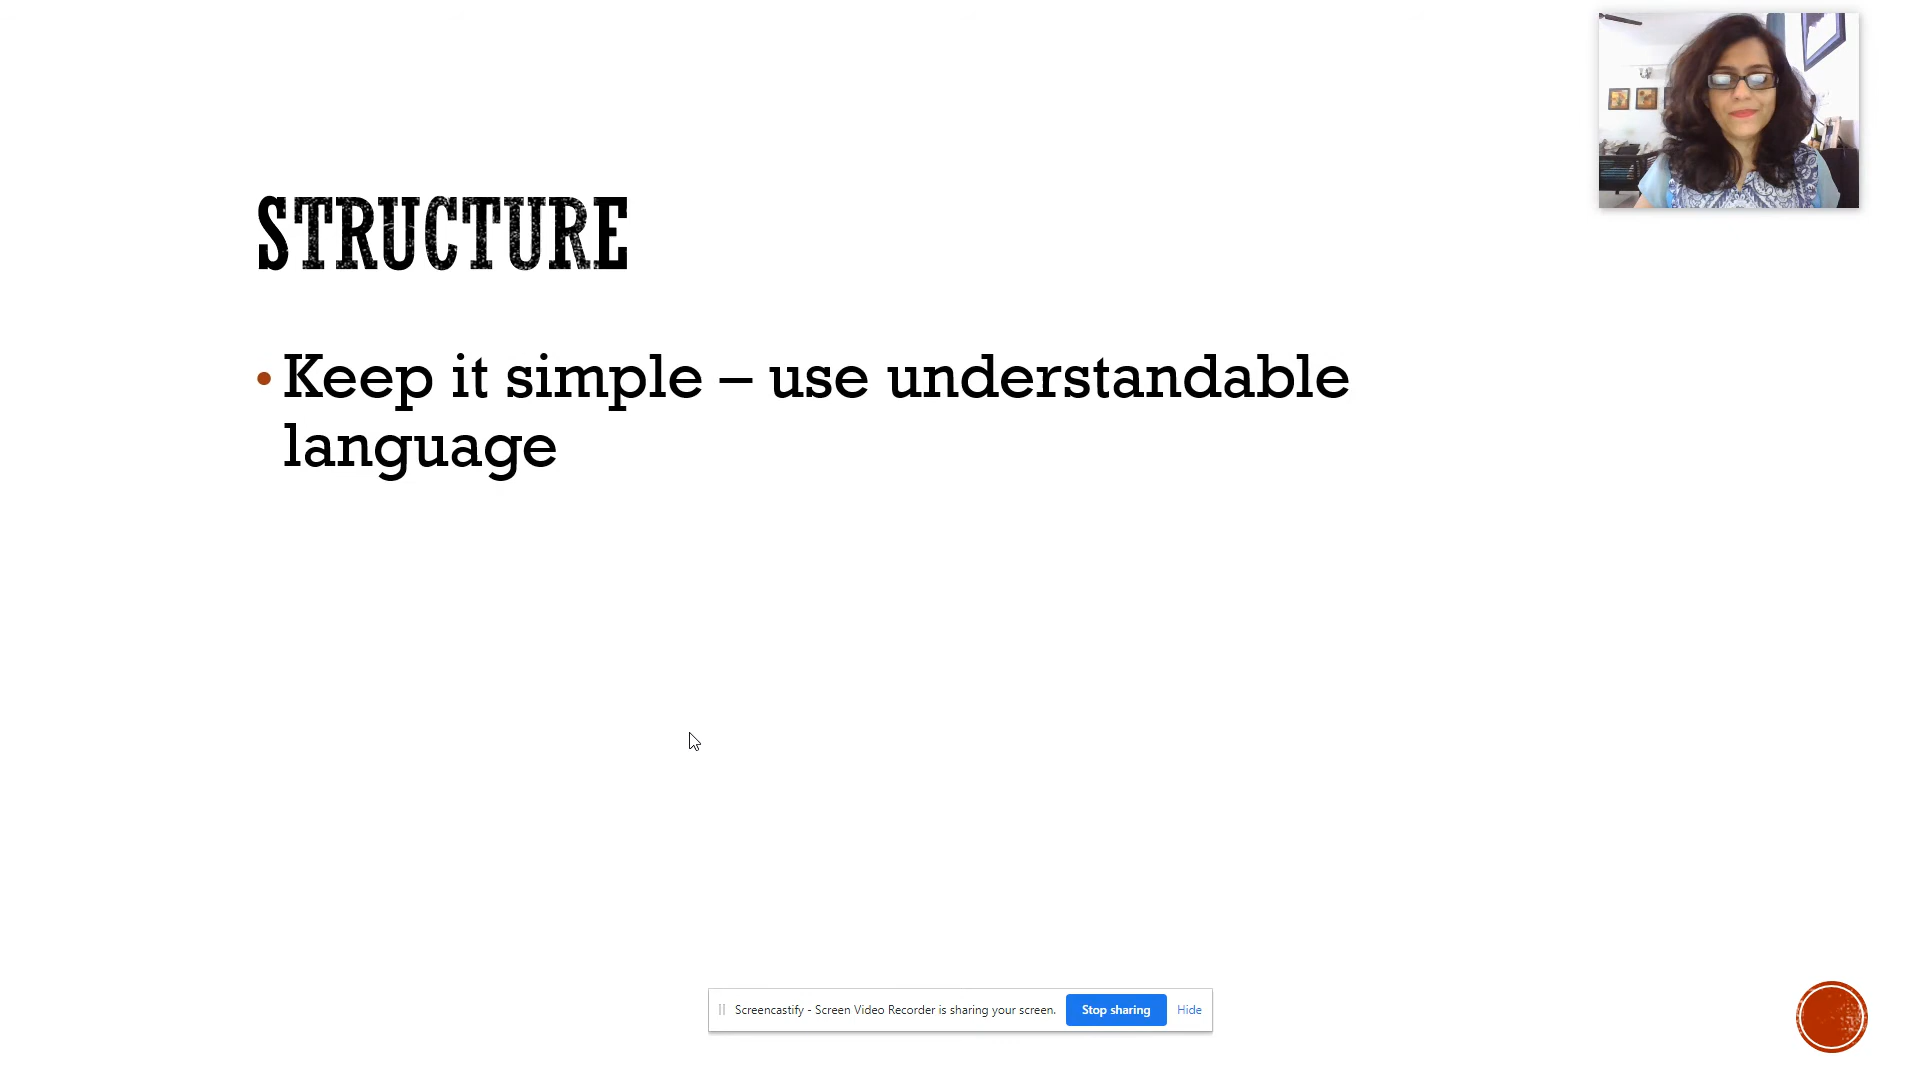 STRUCTURE
• Keep it simple – use understandable
language
Screencastify - Screen Video Recorder is sharing your screen. Stop sharing Hide